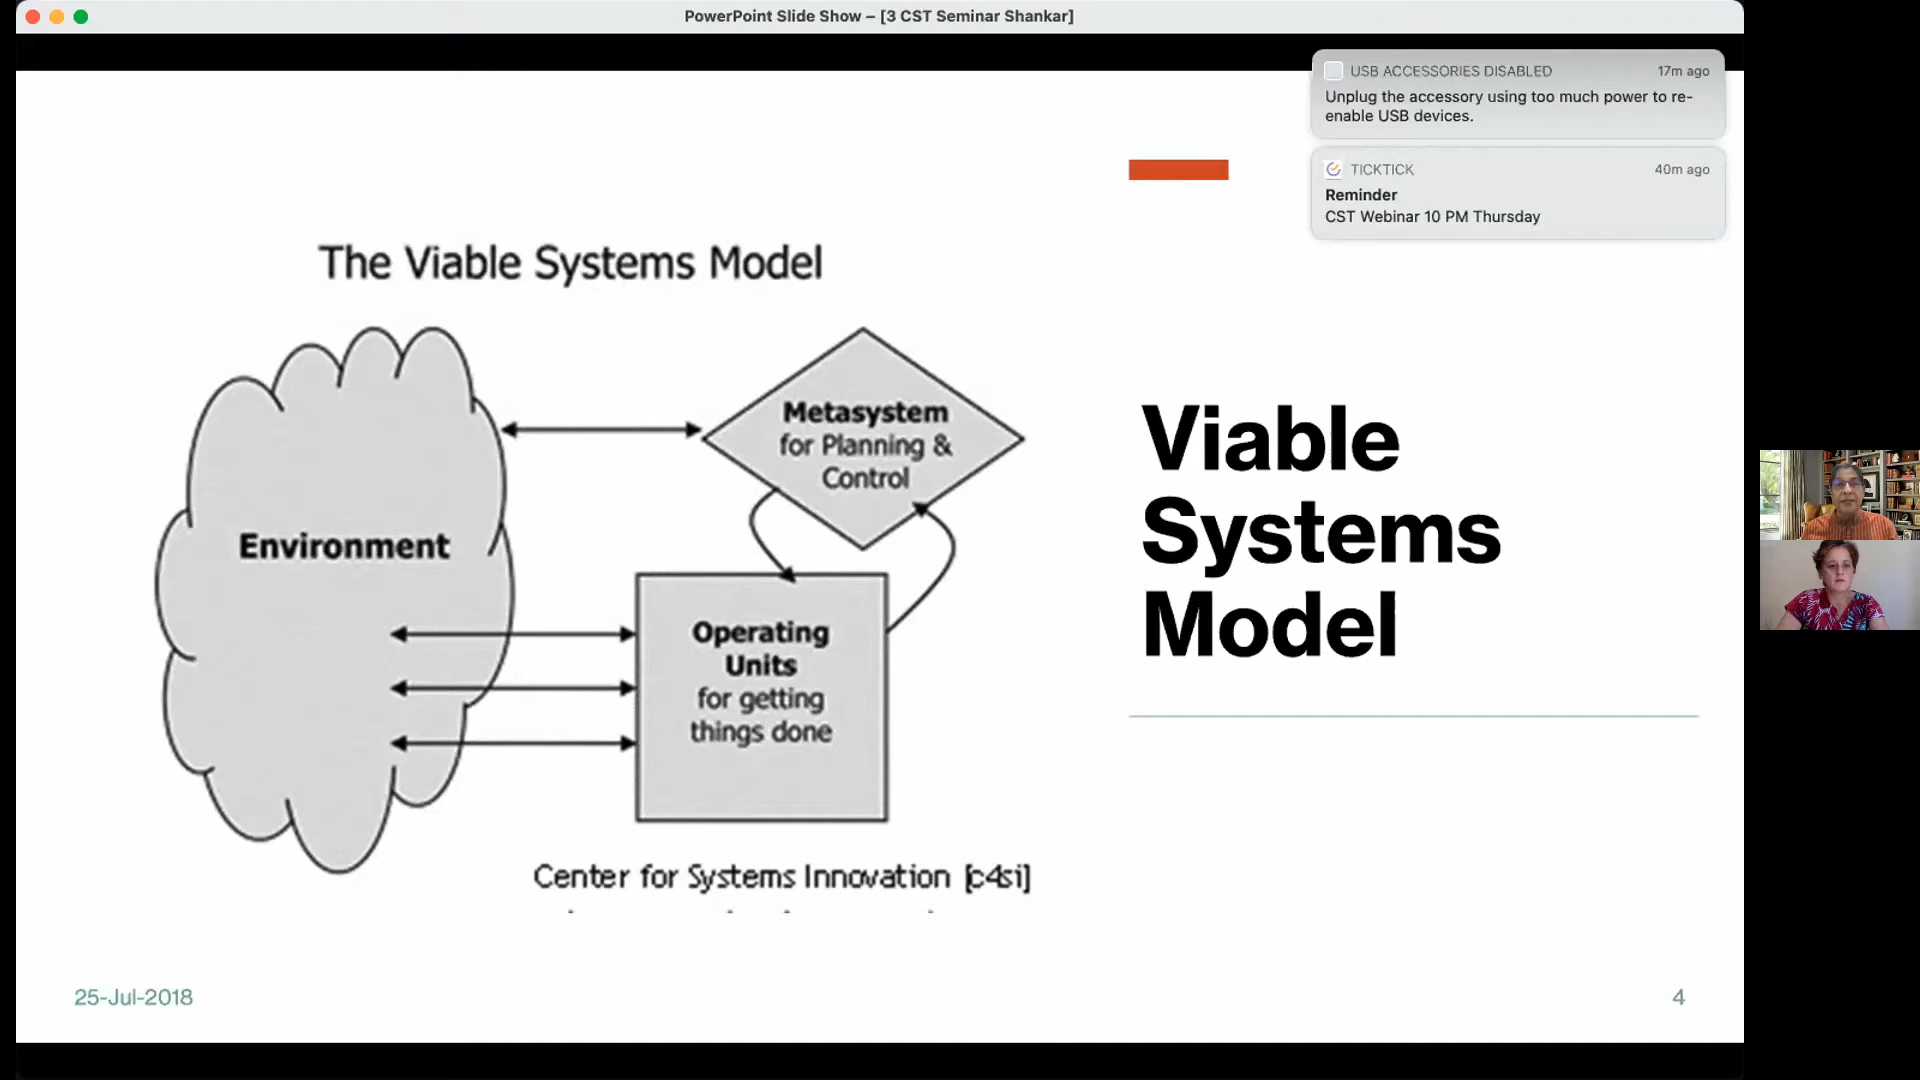 PowerPoint Slide Show – [3 CST Seminar Shankar]
USB ACCESSORIES DISABLED 17m ago
Unplug the accessory using too much power to re-
enable USB devices.
TICKTICK 40m ago
Reminder
CST Webinar 10 PM Thursday
The Viable Systems Model
Metasystem
for Planning &
Control
Environment
Operating
Units
for getting
things done
Center for Systems Innovation [c4si]
Viable
Systems
Model
25-Jul-2018
4